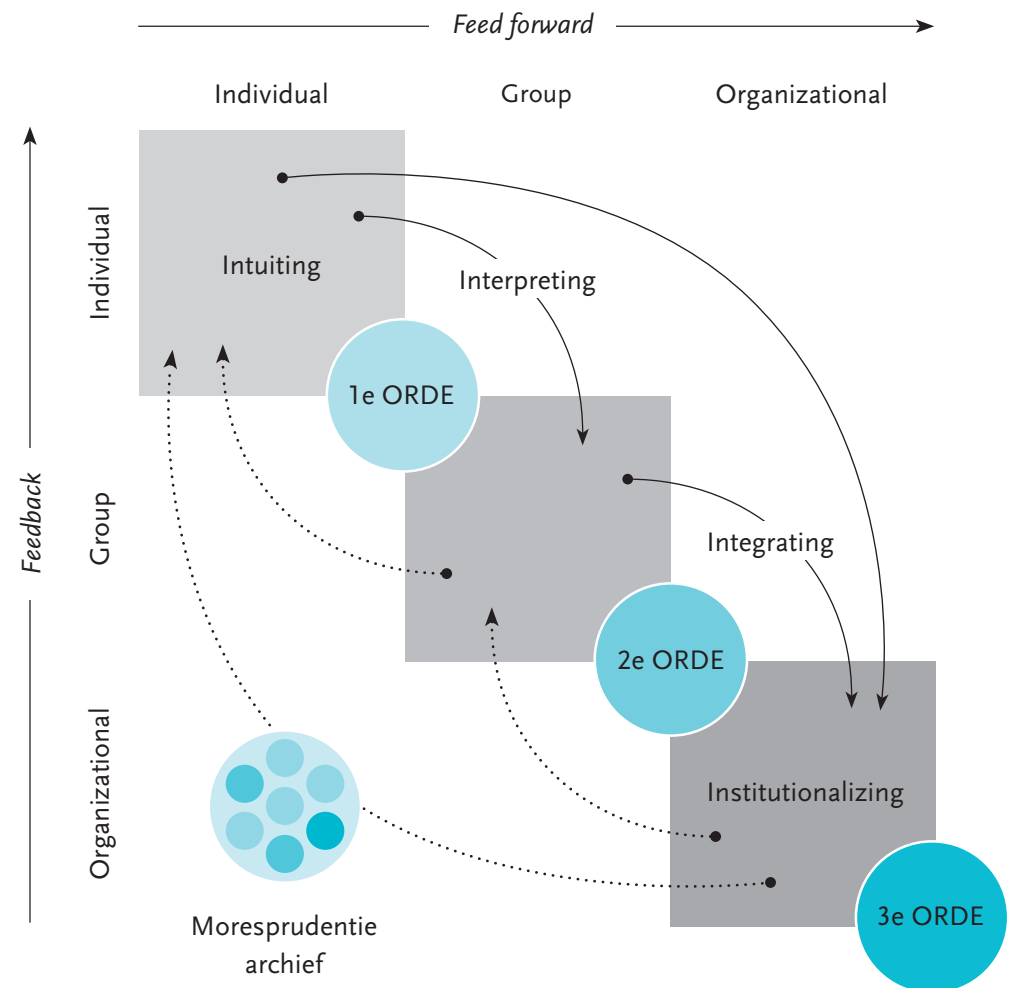 Feed forward
Individual
Group
Organizational
Individual
Intuiting
Interpreting
1e ORDE
Feedback
Group
Integrating
2e ORDE
Organizational
Institutionalizing
3e ORDE
Moresprudentie
archief